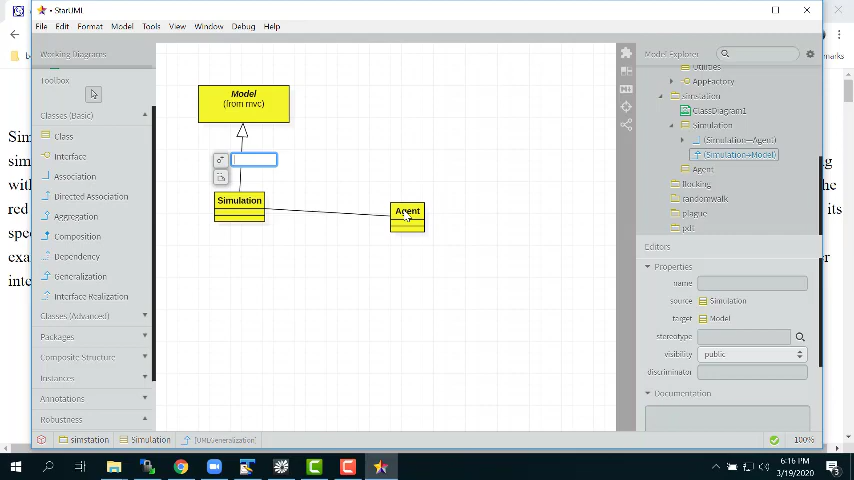 StarUML
File Edit Format Model Tools View Window Debug Help
Working Diagrams
Toolbox
Classes (Basic)
Class
Interface
Association
Directed Association
Aggregation
Composition
Dependency
Generalization
Interface Realization
Classes (Advanced)
Packages
Composite Structure
Instances
Annotations
Robustness
Model
(from mvc)
Simulation
Agent
Model Explorer
Utilities
AppFactory
simstation
ClassDiagram1
Simulation
(Simulation—Agent)
(Simulation→Model)
Agent
flocking
randomwalk
plague
pdt
Editors
Properties
name
source Simulation
target Model
stereotype
visibility public
discriminator
Documentation
simstation Simulation [UMLGeneralization] 100%
6:16 PM
3/19/2020
3